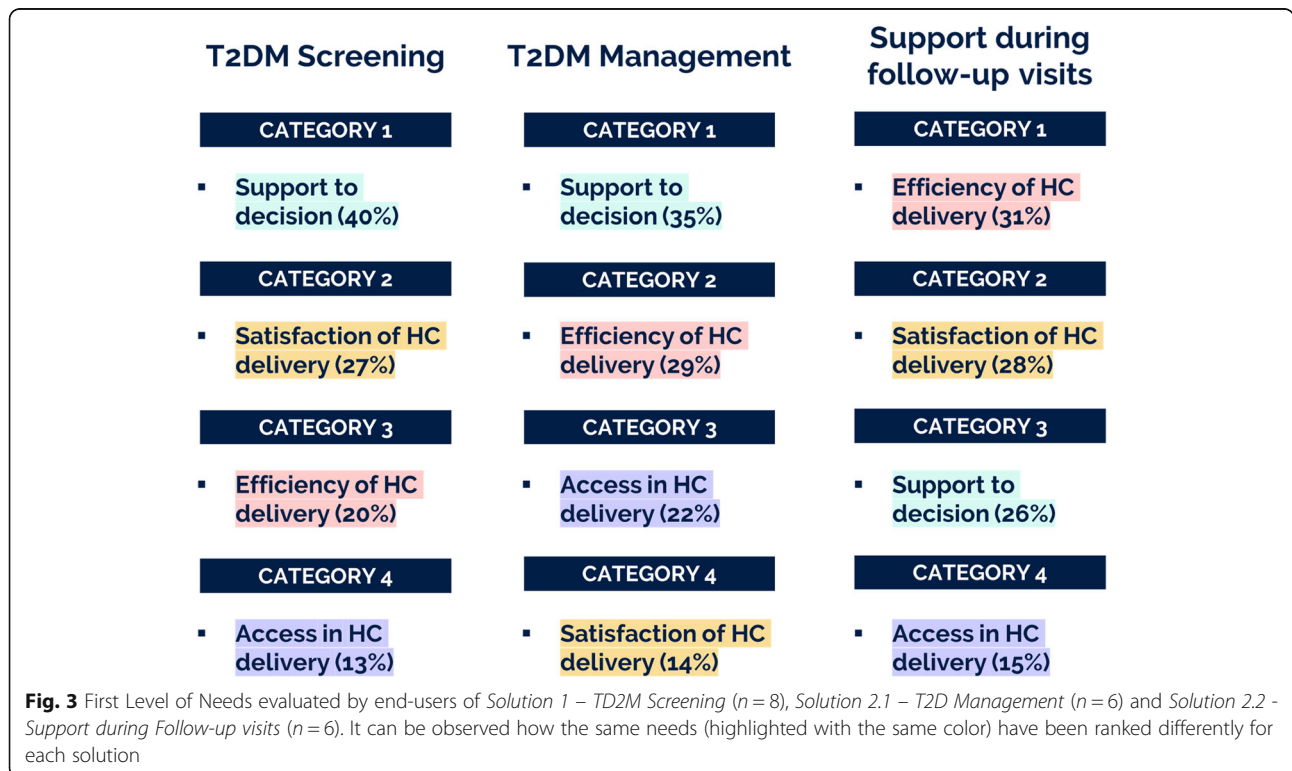 T2DM Screening
CATEGORY 1
▪ Support to
decision (40%)
CATEGORY 2
▪ Satisfaction of HC
delivery (27%)
CATEGORY 3
▪ Efficiency of HC
delivery (20%)
CATEGORY 4
▪ Access in HC
delivery (13%)
T2DM Management
CATEGORY 1
▪ Support to
decision (35%)
CATEGORY 2
▪ Efficiency of HC
delivery (29%)
CATEGORY 3
▪ Access in HC
delivery (22%)
CATEGORY 4
▪ Satisfaction of HC
delivery (14%)
Support during
follow-up visits
CATEGORY 1
▪ Efficiency of HC
delivery (31%)
CATEGORY 2
▪ Satisfaction of HC
delivery (28%)
CATEGORY 3
▪ Support to
decision (26%)
CATEGORY 4
▪ Access in HC
delivery (15%)
Fig. 3 First Level of Needs evaluated by end-users of Solution 1 – TD2M Screening (n = 8), Solution 2.1 – T2D Management (n = 6) and Solution 2.2 -
Support during Follow-up visits (n = 6). It can be observed how the same needs (highlighted with the same color) have been ranked differently for
each solution